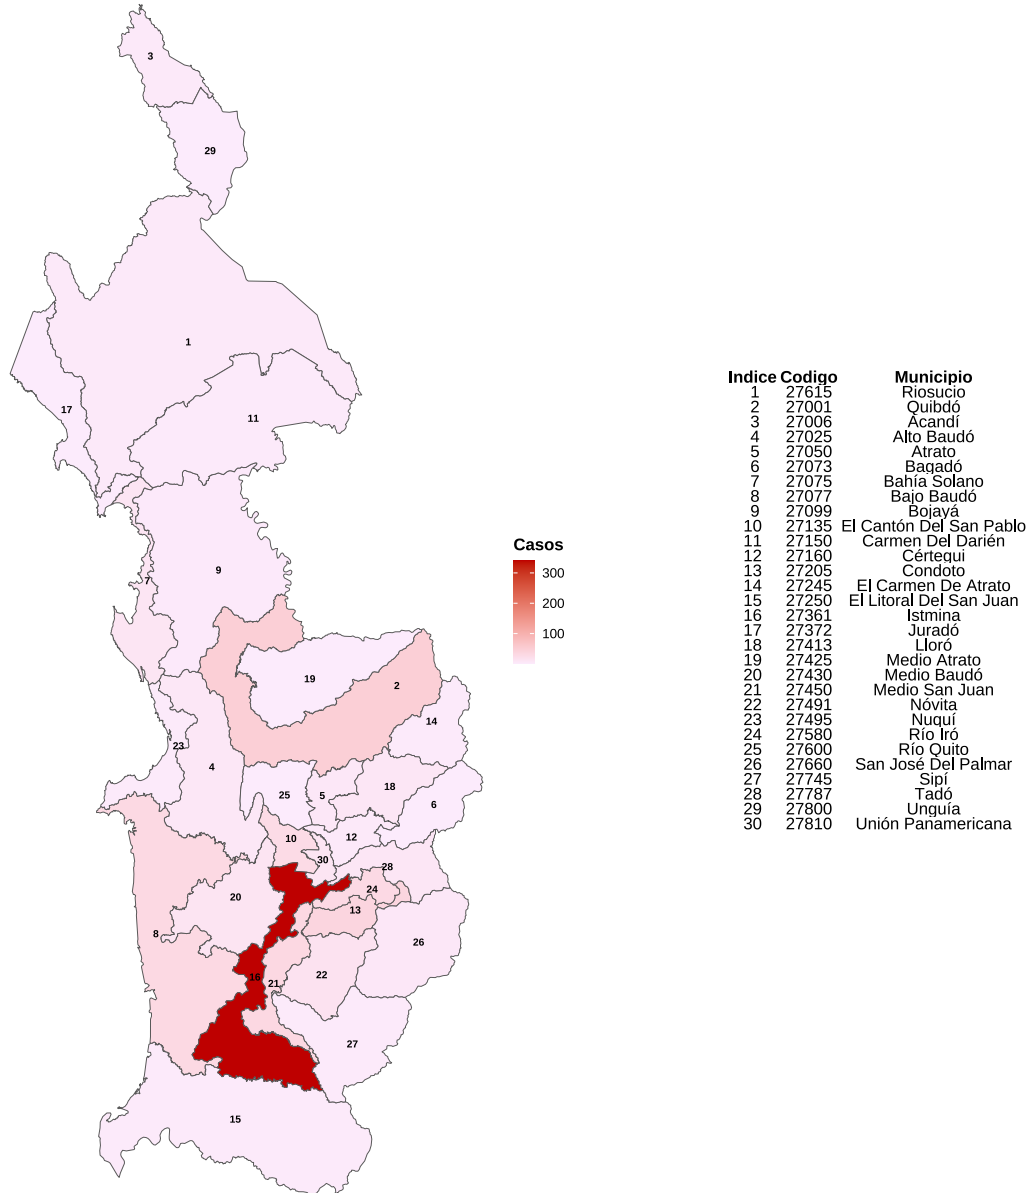 3
29
1
17
11
9
7
19
2
14
23
4
25
5
18
6
10
12
30
28
24
20
13
8
26
16
21
22
27
15
Casos
300
200
100
Indice Codigo Municipio
1 27615 Riosucio
2 27001 Quibdó
3 27006 Acandí
4 27025 Alto Baudó
5 27050 Atrato
6 27073 Bagadó
7 27075 Bahía Solano
8 27077 Bajo Baudó
9 27099 Bojayá
10 27135 El Cantón Del San Pablo
11 27150 Carmen Del Darién
12 27160 Cértegui
13 27205 Condoto
14 27245 El Carmen De Atrato
15 27250 El Litoral Del San Juan
16 27361 Istmina
17 27372 Juradó
18 27413 Lloró
19 27425 Medio Atrato
20 27430 Medio Baudó
21 27450 Medio San Juan
22 27491 Nóvita
23 27495 Nuquí
24 27580 Río Iró
25 27600 Río Quito
26 27660 San José Del Palmar
27 27745 Sipí
28 27787 Tadó
29 27800 Unguía
30 27810 Unión Panamericana